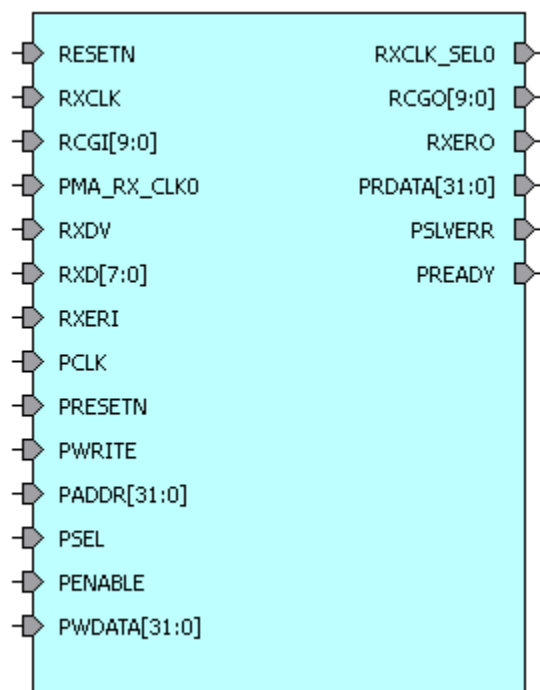 RESETN RXCLK_SEL0
RXCLK RCGO[9:0]
RCGI[9:0] RXERO
PMA_RX_CLK0 PRDATA[31:0]
RXDV PSLVERR
RXD[7:0] PREADY
RXERI
PCLK
PRESETN
PWRITE
PADDR[31:0]
PSEL
PENABLE
PWDATA[31:0]